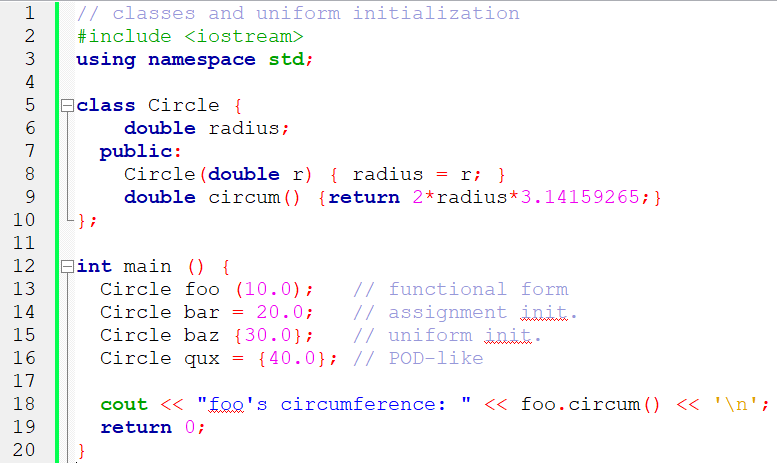 1 // classes and uniform initialization
2 #include <iostream>
3 using namespace std;
4
5 class Circle {
6     double radius;
7   public:
8     Circle(double r) { radius = r; }
9     double circum() {return 2*radius*3.14159265;}
10 };
11
12 int main () {
13   Circle foo (10.0);   // functional form
14   Circle bar = 20.0;   // assignment init.
15   Circle baz {30.0};   // uniform init.
16   Circle qux = {40.0}; // POD-like
17
18   cout << "foo's circumference: " << foo.circum() << '\n';
19   return 0;
20 }